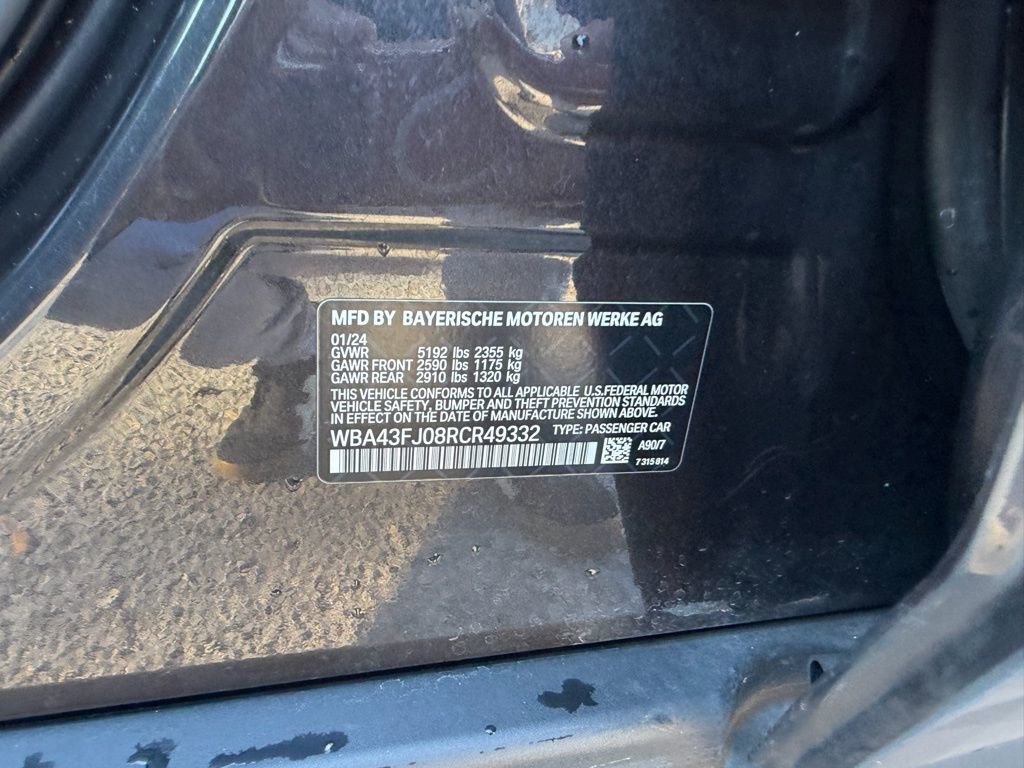 MFD BY BAYERISCHE MOTOREN WERKE AG
01/24
GVWR 5192 lbs 2355 kg
GAWR FRONT 2590 lbs 1175 kg
GAWR REAR 2910 lbs 1320 kg
THIS VEHICLE CONFORMS TO ALL APPLICABLE U.S.FEDERAL MOTOR
VEHICLE SAFETY, BUMPER AND THEFT PREVENTION STANDARDS
IN EFFECT ON THE DATE OF MANUFACTURE SHOWN ABOVE.
WBA43FJ08RCR49332 TYPE: PASSENGER CAR
A90/7
7315814